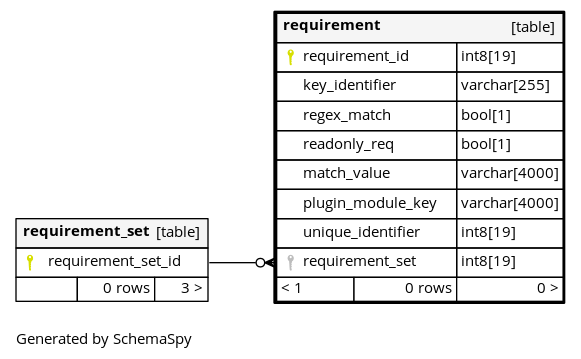 requirement [table]
requirement_id int8[19]
key_identifier varchar[255]
regex_match bool[1]
readonly_req bool[1]
match_value varchar[4000]
plugin_module_key varchar[4000]
unique_identifier int8[19]
requirement_set int8[19]
< 1 0 rows 0 >
requirement_set [table]
requirement_set_id
0 rows 3 >
Generated by SchemaSpy